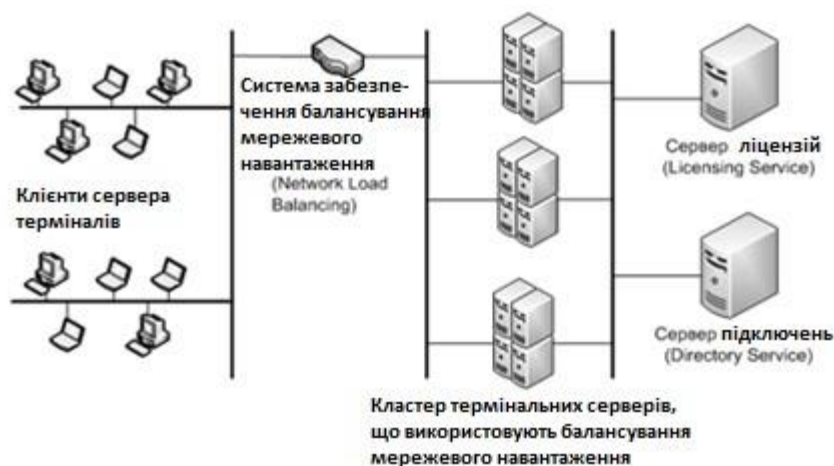 Система забезпе-
чення балансування
мережевого
навантаження
(Network Load
Balancing)
Клієнти сервера
терміналів
Сервер ліцензій
(Licensing Service)
Сервер підключень
(Directory Service)
Кластер термінальних серверів,
що використовують балансування
мережевого навантаження